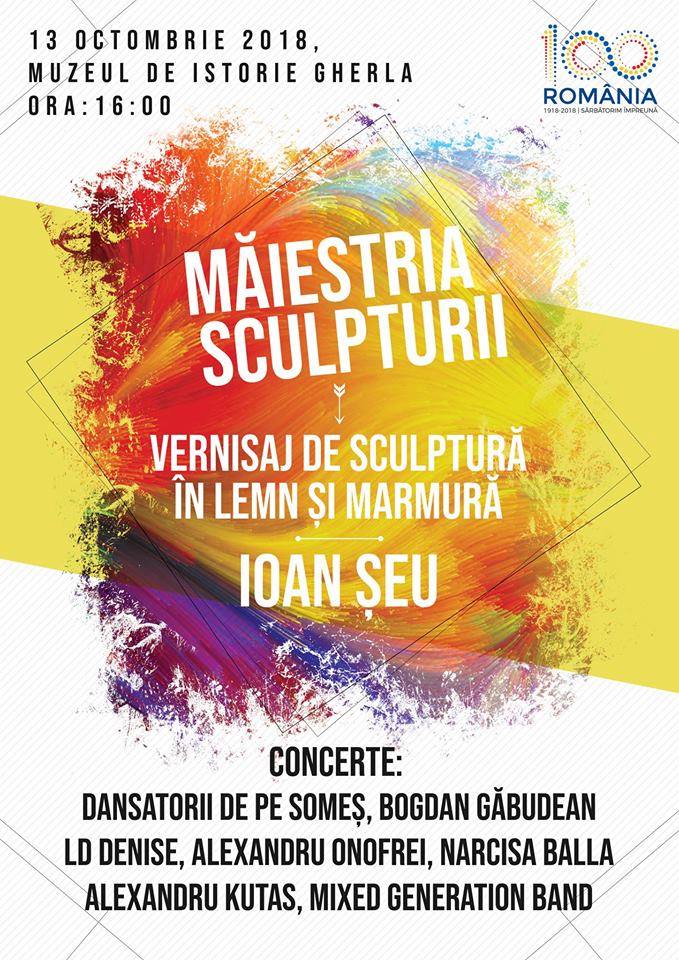 13 OCTOMBRIE 2018,
MUZEUL DE ISTORIE GHERLA
ORA:16:00
100
ROMÂNIA
1918-2018 | SĂRBĂTORIM ÎMPREUNĂ
MĂIESTRIA
SCULPTURII
VERNISAJ DE SCULPTURĂ
ÎN LEMN ȘI MARMURĂ
IOAN ȘEU
CONCERTE:
DANSATORII DE PE SOMEȘ, BOGDAN GĂBUDEAN
LD DENISE, ALEXANDRU ONOFREI, NARCISA BALLA
ALEXANDRU KUTAS, MIXED GENERATION BAND